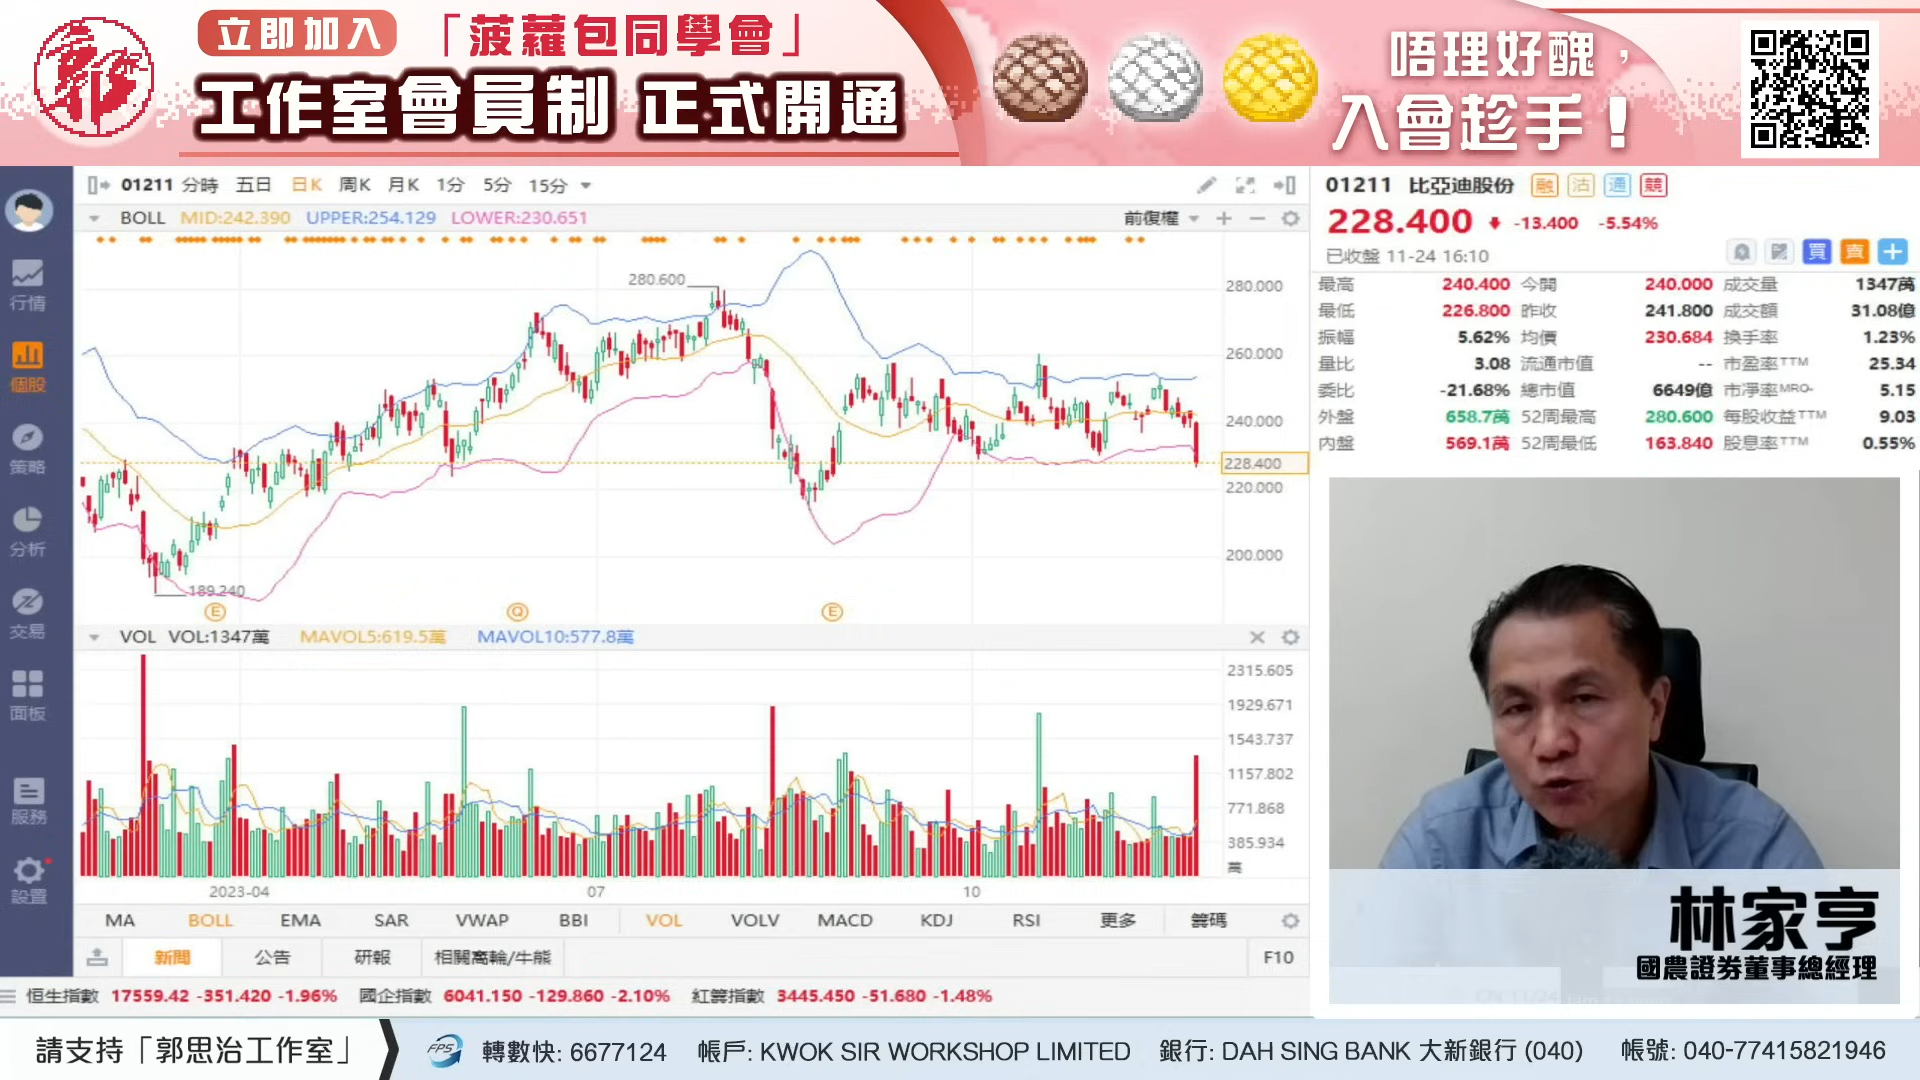 立即加入
「菠蘿包同學會」
工作室會員制 正式開通
唔理好醜，
入會趁手！
01211 分時 五日 日K 周K 月K 1分 5分 15分
BOLL MID:242.390 UPPER:254.129 LOWER:230.651
前復權
280.600
189.240
280.000
260.000
240.000
228.400
220.000
200.000
E
Q
E
VOL VOL:1347萬 MAVOL5:619.5萬 MAVOL10:577.8萬
2315.605
1929.671
1543.737
1157.802
771.868
385.934
萬
2023-04 07 10
MA BOLL EMA SAR VWAP BBI VOL VOLV MACD KDJ RSI 更多 籌碼
新聞 公告 研報 相關窩輪/牛熊 F10
恒生指數 17559.42 -351.420 -1.96% 國企指數 6041.150 -129.860 -2.10% 紅籌指數 3445.450 -51.680 -1.48%
行情
個股
策略
分析
交易
面板
服務
設置
01211 比亞迪股份 融 沽 通 競
228.400 -13.400 -5.54%
已收盤 11-24 16:10
買 賣
最高 240.400 今開 240.000 成交量 1347萬
最低 226.800 昨收 241.800 成交額 31.08億
振幅 5.62% 均價 230.684 換手率 1.23%
量比 3.08 流通市值 -- 市盈率TTM 25.34
委比 -21.68% 總市值 6649億 市淨率MRQ 5.15
外盤 658.7萬 52周最高 280.600 每股收益TTM 9.03
內盤 569.1萬 52周最低 163.840 股息率TTM 0.55%
林家亨
國農證券董事總經理
請支持「郭思治工作室」
FPS 轉數快: 6677124 帳戶: KWOK SIR WORKSHOP LIMITED 銀行: DAH SING BANK 大新銀行 (040) 帳號: 040-77415821946